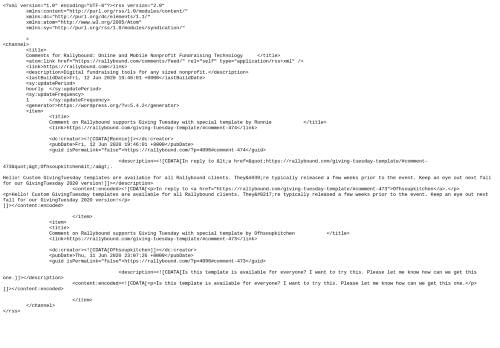 <?xml version="1.0" encoding="UTF-8"?><rss version="2.0"
xmlns:content="http://purl.org/rss/1.0/modules/content/"
xmlns:dc="http://purl.org/dc/elements/1.1/"
xmlns:atom="http://www.w3.org/2005/Atom"
xmlns:sy="http://purl.org/rss/1.0/modules/syndication/"
>
<channel>
<title>
Comments for Rallybound: Online and Mobile Nonprofit Fundraising Technology </title>
<atom:link href="https://rallybound.com/comments/feed/" rel="self" type="application/rss+xml" />
<link>https://rallybound.com</link>
<description>Digital fundraising tools for any sized nonprofit.</description>
<lastBuildDate>Fri, 12 Jun 2020 19:46:01 +0000</lastBuildDate>
<sy:updatePeriod>
hourly </sy:updatePeriod>
<sy:updateFrequency>
1 </sy:updateFrequency>
<generator>https://wordpress.org/?v=5.4.2</generator>
<item>
<title>
Comment on Rallybound supports Giving Tuesday with special template by Ronnie </title>
<link>https://rallybound.com/giving-tuesday-template/#comment-474</link>
<dc:creator><![CDATA[Ronnie]]></dc:creator>
<pubDate>Fri, 12 Jun 2020 19:46:01 +0000</pubDate>
<guid isPermaLink="false">https://rallybound.com/?p=4096#comment-474</guid>
<description><![CDATA[In reply to &lt;a href=&quot;https://rallybound.com/giving-tuesday-template/#comment-
473&quot;&gt;Ofhsoupkitchen&lt;/a&gt;.
Hello! Custom GivingTuesday templates are available for all Rallybound clients. They&#039;re typically released a few weeks prior to the event. Keep an eye out next fall
for our GivingTuesday 2020 version!]]></description>
<content:encoded><![CDATA[<p>In reply to <a href="https://rallybound.com/giving-tuesday-template/#comment-473">Ofhsoupkitchen</a>.</p>
<p>Hello! Custom GivingTuesday templates are available for all Rallybound clients. They&#8217;re typically released a few weeks prior to the event. Keep an eye out next
fall for our GivingTuesday 2020 version!</p>
]]></content:encoded>
</item>
<item>
<title>
Comment on Rallybound supports Giving Tuesday with special template by Ofhsoupkitchen </title>
<link>https://rallybound.com/giving-tuesday-template/#comment-473</link>
<dc:creator><![CDATA[Ofhsoupkitchen]]></dc:creator>
<pubDate>Thu, 11 Jun 2020 23:07:26 +0000</pubDate>
<guid isPermaLink="false">https://rallybound.com/?p=4096#comment-473</guid>
<description><![CDATA[Is this template is available for everyone? I want to try this. Please let me know how can we get this
one.]]></description>
<content:encoded><![CDATA[<p>Is this template is available for everyone? I want to try this. Please let me know how can we get this one.</p>
]]></content:encoded>
</item>
</channel>
</rss>